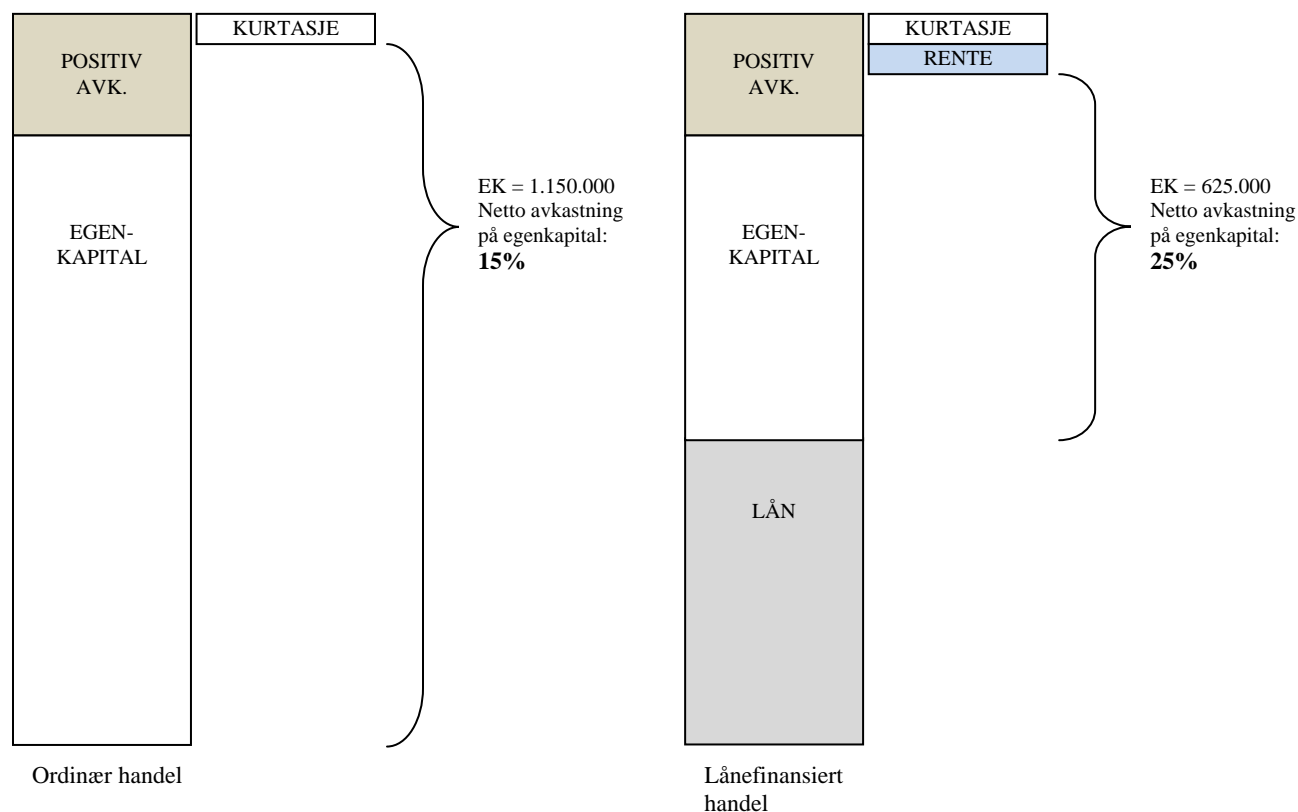 KURTASJE
POSITIV
AVK.
EGEN-
KAPITAL
EK = 1.150.000
Netto avkastning
på egenkapital:
15%
Ordinær handel
KURTASJE
RENTE
POSITIV
AVK.
EGEN-
KAPITAL
EK = 625.000
Netto avkastning
på egenkapital:
25%
LÅN
Lånefinansiert
handel